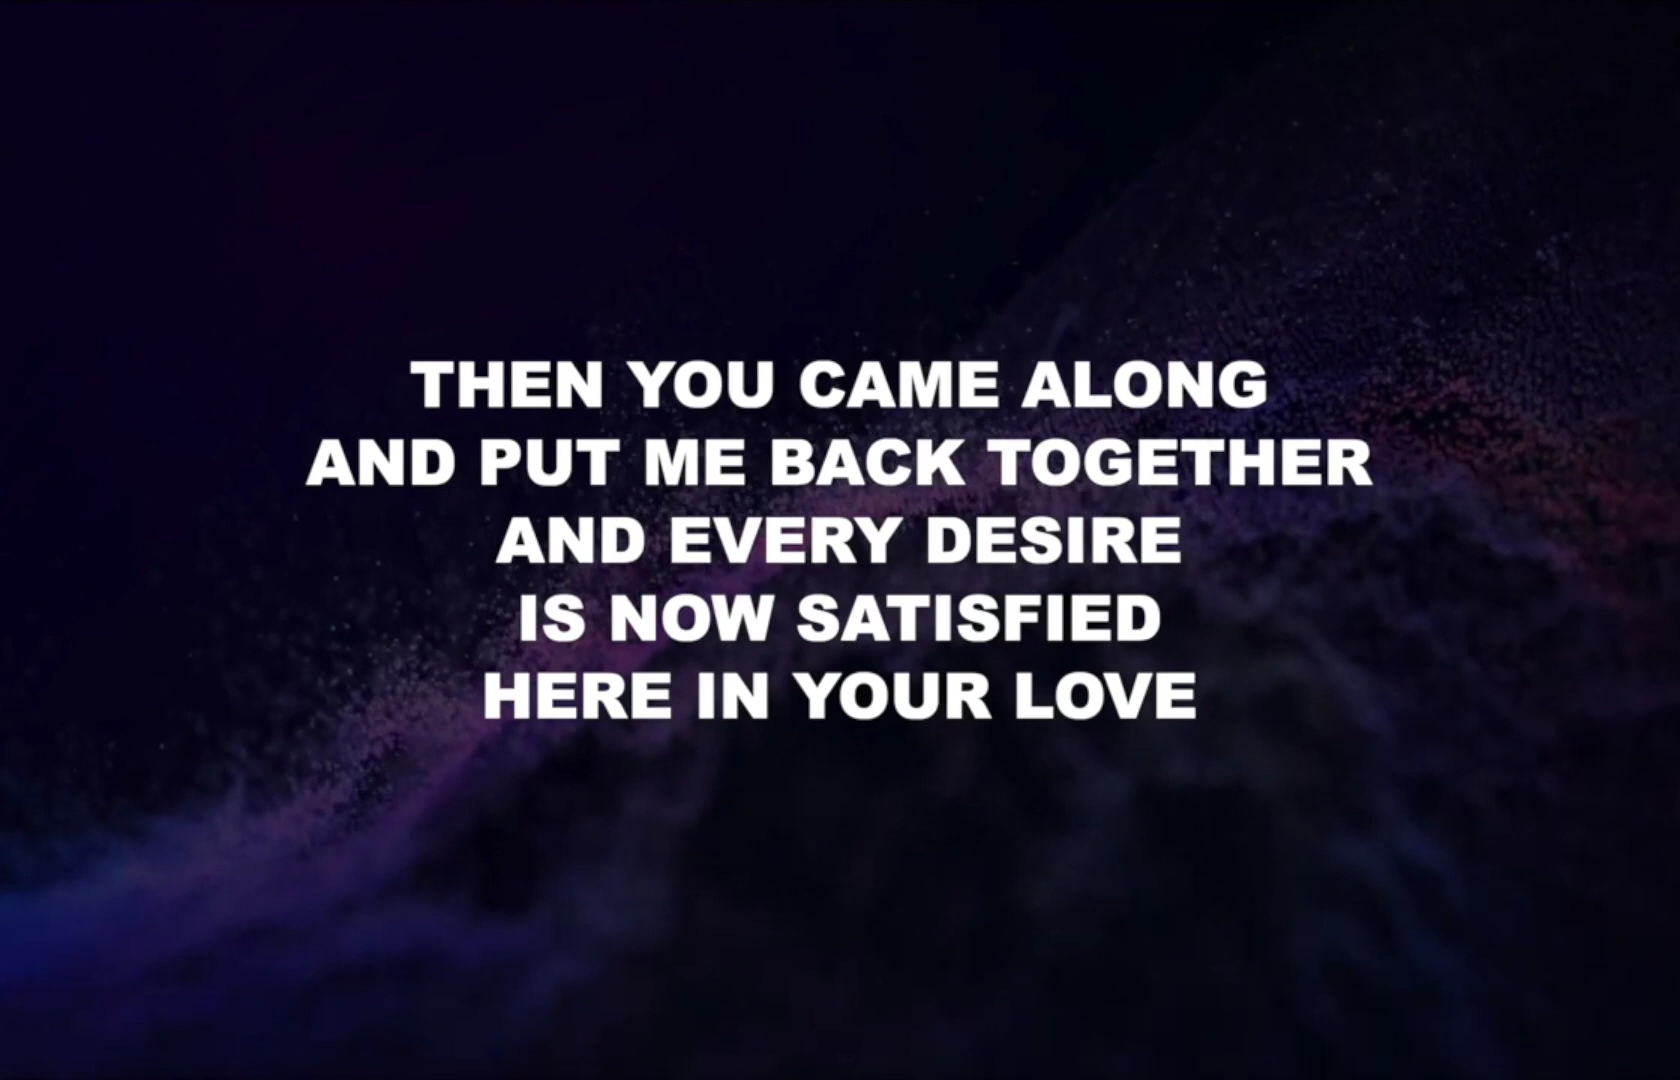 THEN YOU CAME ALONG
AND PUT ME BACK TOGETHER
AND EVERY DESIRE
IS NOW SATISFIED
HERE IN YOUR LOVE